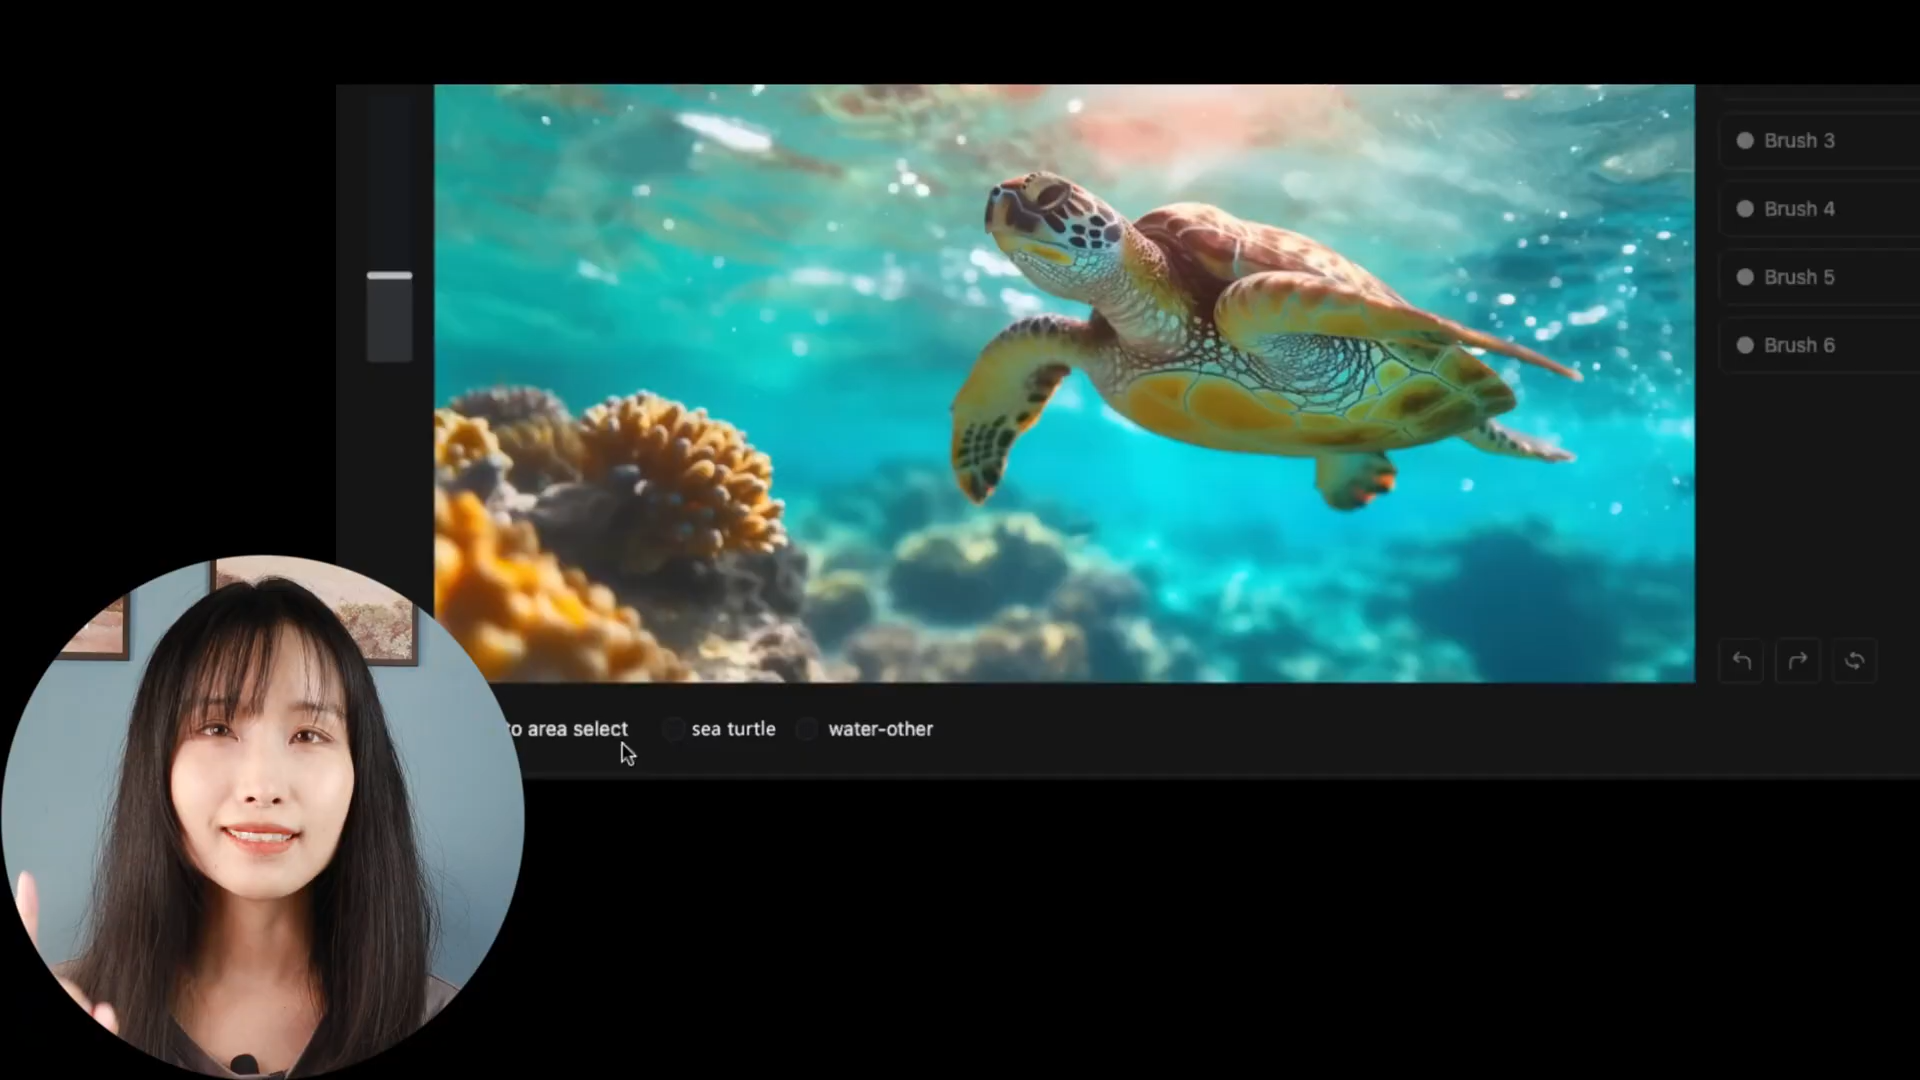 Brush 3
Brush 4
Brush 5
Brush 6
area select sea turtle water-other